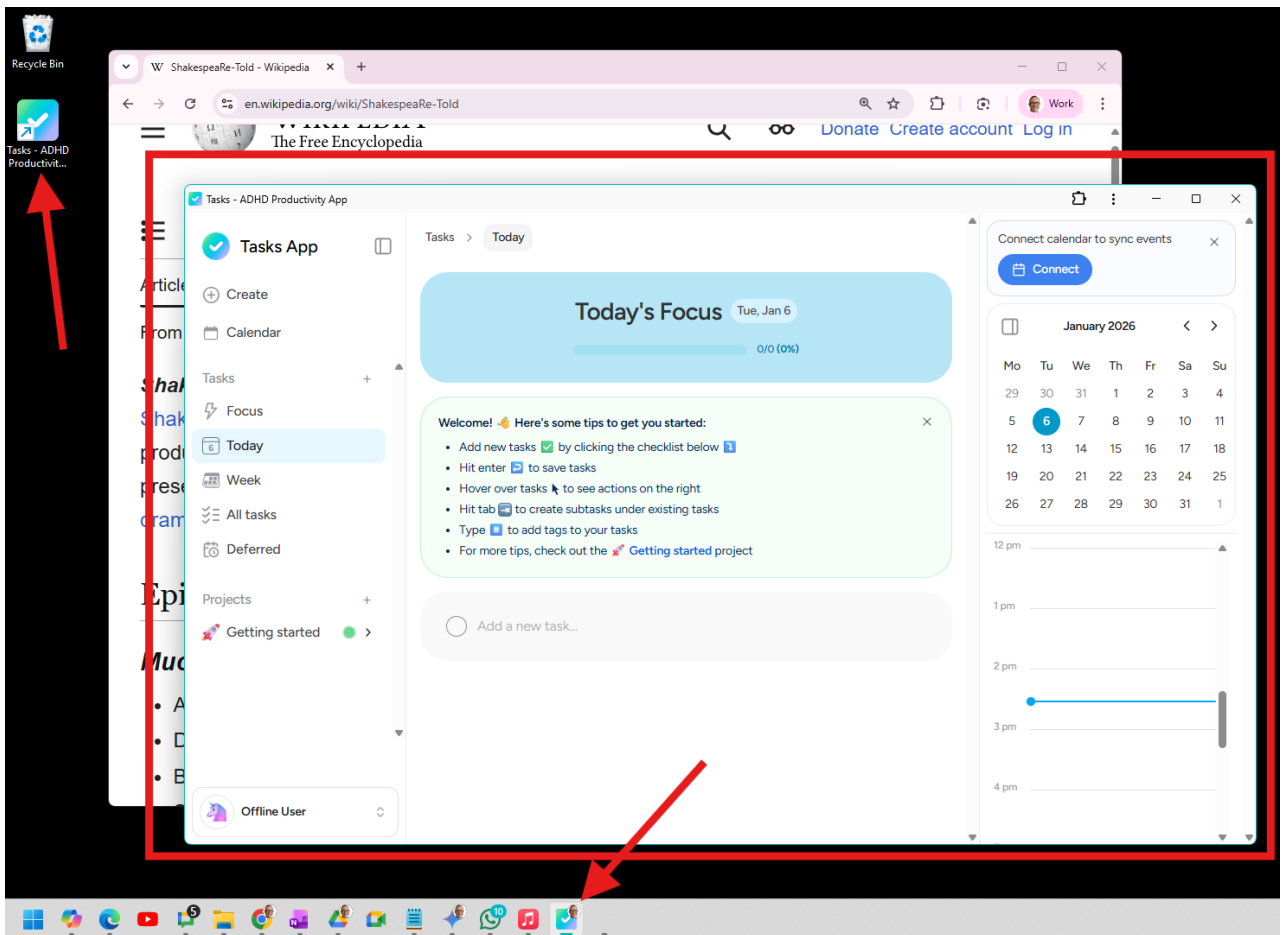 Recycle Bin
Tasks - ADHD
Productivit...
ShakespeaRe-Told - Wikipedia
en.wikipedia.org/wiki/ShakespeaRe-Told
Work
The Free Encyclopedia
Donate Create account Log in
Article
From
Shak
Shak
produ
prese
dram
Epi
Muc
A
D
B
Tasks - ADHD Productivity App
Tasks App
Create
Calendar
Tasks
Focus
6 Today
Week
All tasks
Deferred
Projects
Getting started
Offline User
Tasks > Today
Today's Focus Tue, Jan 6
0/0 (0%)
Welcome! 👋 Here's some tips to get you started:
• Add new tasks ✅ by clicking the checklist below ⤵️
• Hit enter ↩️ to save tasks
• Hover over tasks to see actions on the right
• Hit tab ➡️ to create subtasks under existing tasks
• Type #️⃣ to add tags to your tasks
• For more tips, check out the 🚀 Getting started project
Add a new task...
Connect calendar to sync events
Connect
January 2026
Mo Tu We Th Fr Sa Su
29 30 31 1 2 3 4
5 6 7 8 9 10 11
12 13 14 15 16 17 18
19 20 21 22 23 24 25
26 27 28 29 30 31 1
12 pm
1 pm
2 pm
3 pm
4 pm
5
10